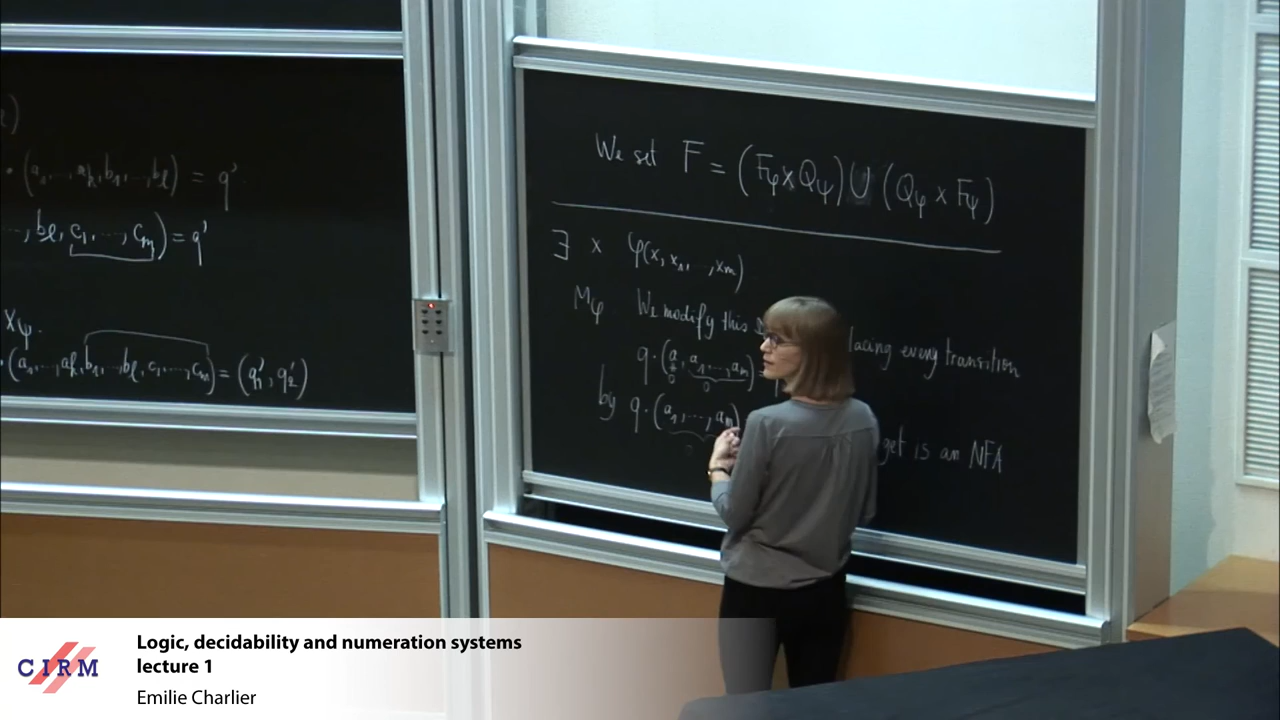 )
· (a₁, ..., aₖ, b₁, ..., bℓ) = q'
..., bℓ, c₁, ..., cₘ) = q'
Xψ.
· (a₁, ..., aₖ, b₁, ..., bℓ, c₁, ..., cₘ) = (q'₁, q'₂)
We set F = (Fφ × Qψ) ∪ (Qφ × Fψ)
∃ x φ(x, x₁, ..., xₘ)
Mφ We modify this lacing every transition
q · (a, a₁, ..., aₘ) =
0 0
by q · (a₁, ..., aₘ) get is an NFA
CIRM
Logic, decidability and numeration systems
lecture 1
Emilie Charlier